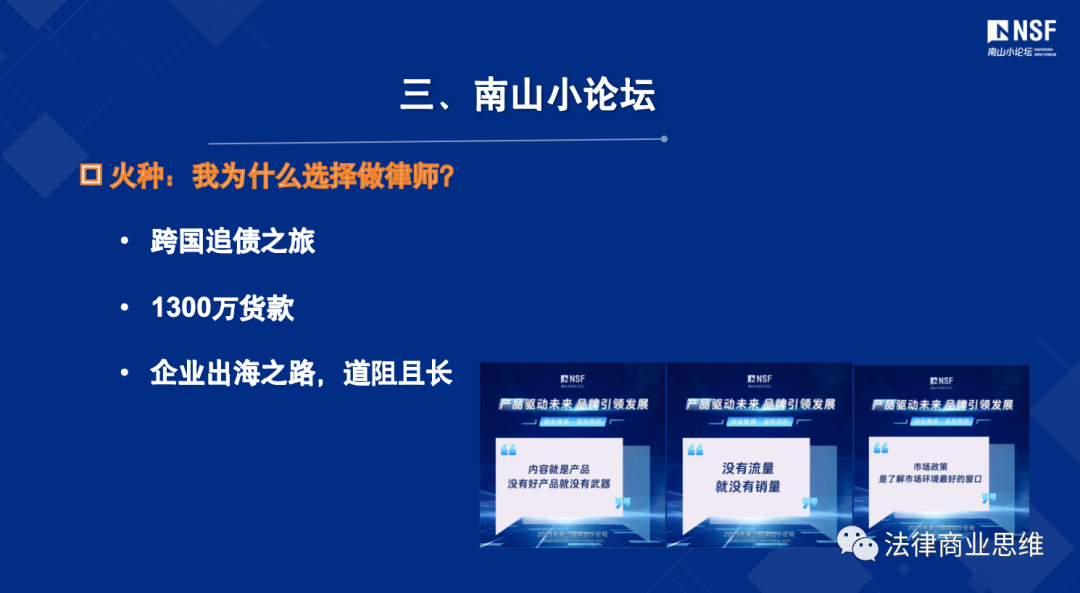 NSF
南山小论坛 NANSHAN MINI FORUM
三、南山小论坛
火种：我为什么选择做律师？
• 跨国追债之旅
• 1300万货款
• 企业出海之路，道阻且长
NSF
产品驱动未来 品牌引领发展
内容就是产品
没有好产品就没有武器
NSF
产品驱动未来 品牌引领发展
没有流量
就没有销量
NSF
产品驱动未来 品牌引领发展
市场政策
是了解市场环境最好的窗口
法律商业思维